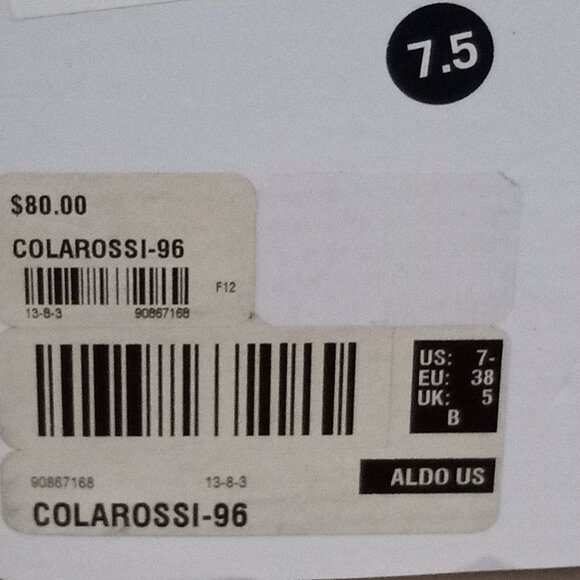 7.5
$80.00
COLAROSSI-96
F12
13-8-3 90867168
US: 7-
EU: 38
UK: 5
B
90867168 13-8-3
ALDO US
COLAROSSI-96